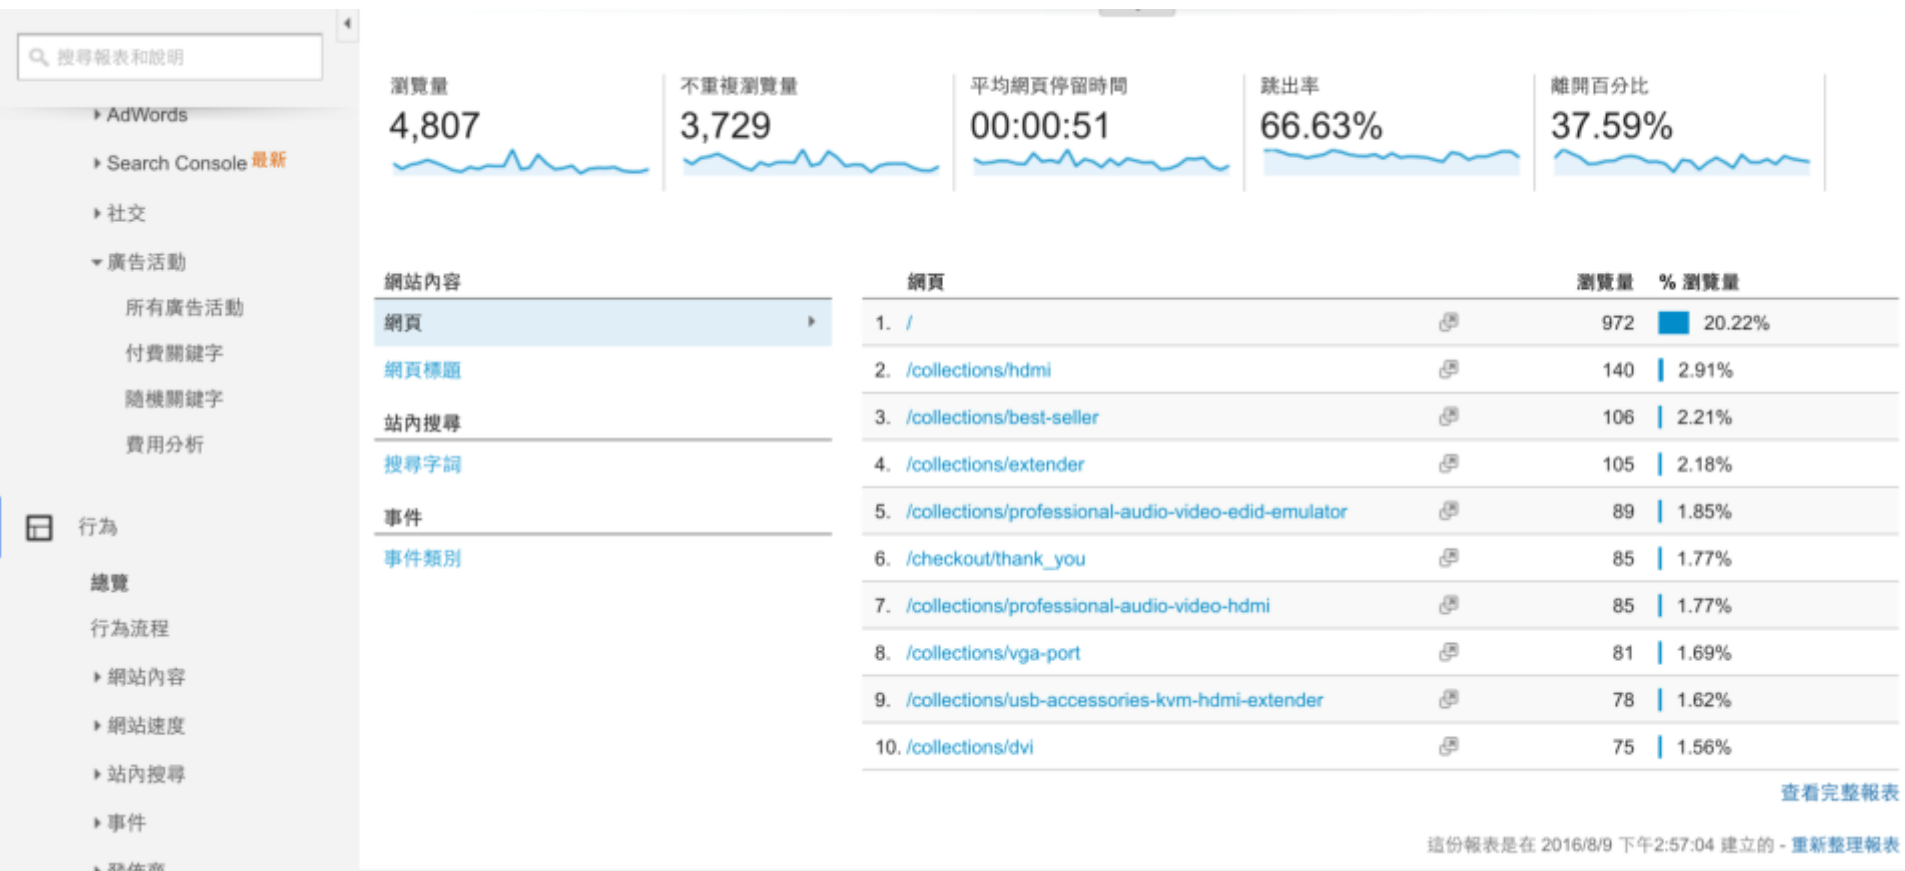 搜尋報表和說明
AdWords
Search Console 最新
社交
廣告活動
所有廣告活動
付費關鍵字
隨機關鍵字
費用分析
行為
總覽
行為流程
網站內容
網站速度
站內搜尋
事件
發佈商
瀏覽量
4,807
不重複瀏覽量
3,729
平均網頁停留時間
00:00:51
跳出率
66.63%
離開百分比
37.59%
網站內容
網頁
網頁標題
站內搜尋
搜尋字詞
事件
事件類別
網頁 瀏覽量 % 瀏覽量
1. / 972 20.22%
2. /collections/hdmi 140 2.91%
3. /collections/best-seller 106 2.21%
4. /collections/extender 105 2.18%
5. /collections/professional-audio-video-edid-emulator 89 1.85%
6. /checkout/thank_you 85 1.77%
7. /collections/professional-audio-video-hdmi 85 1.77%
8. /collections/vga-port 81 1.69%
9. /collections/usb-accessories-kvm-hdmi-extender 78 1.62%
10. /collections/dvi 75 1.56%
查看完整報表
這份報表是在 2016/8/9 下午2:57:04 建立的 - 重新整理報表